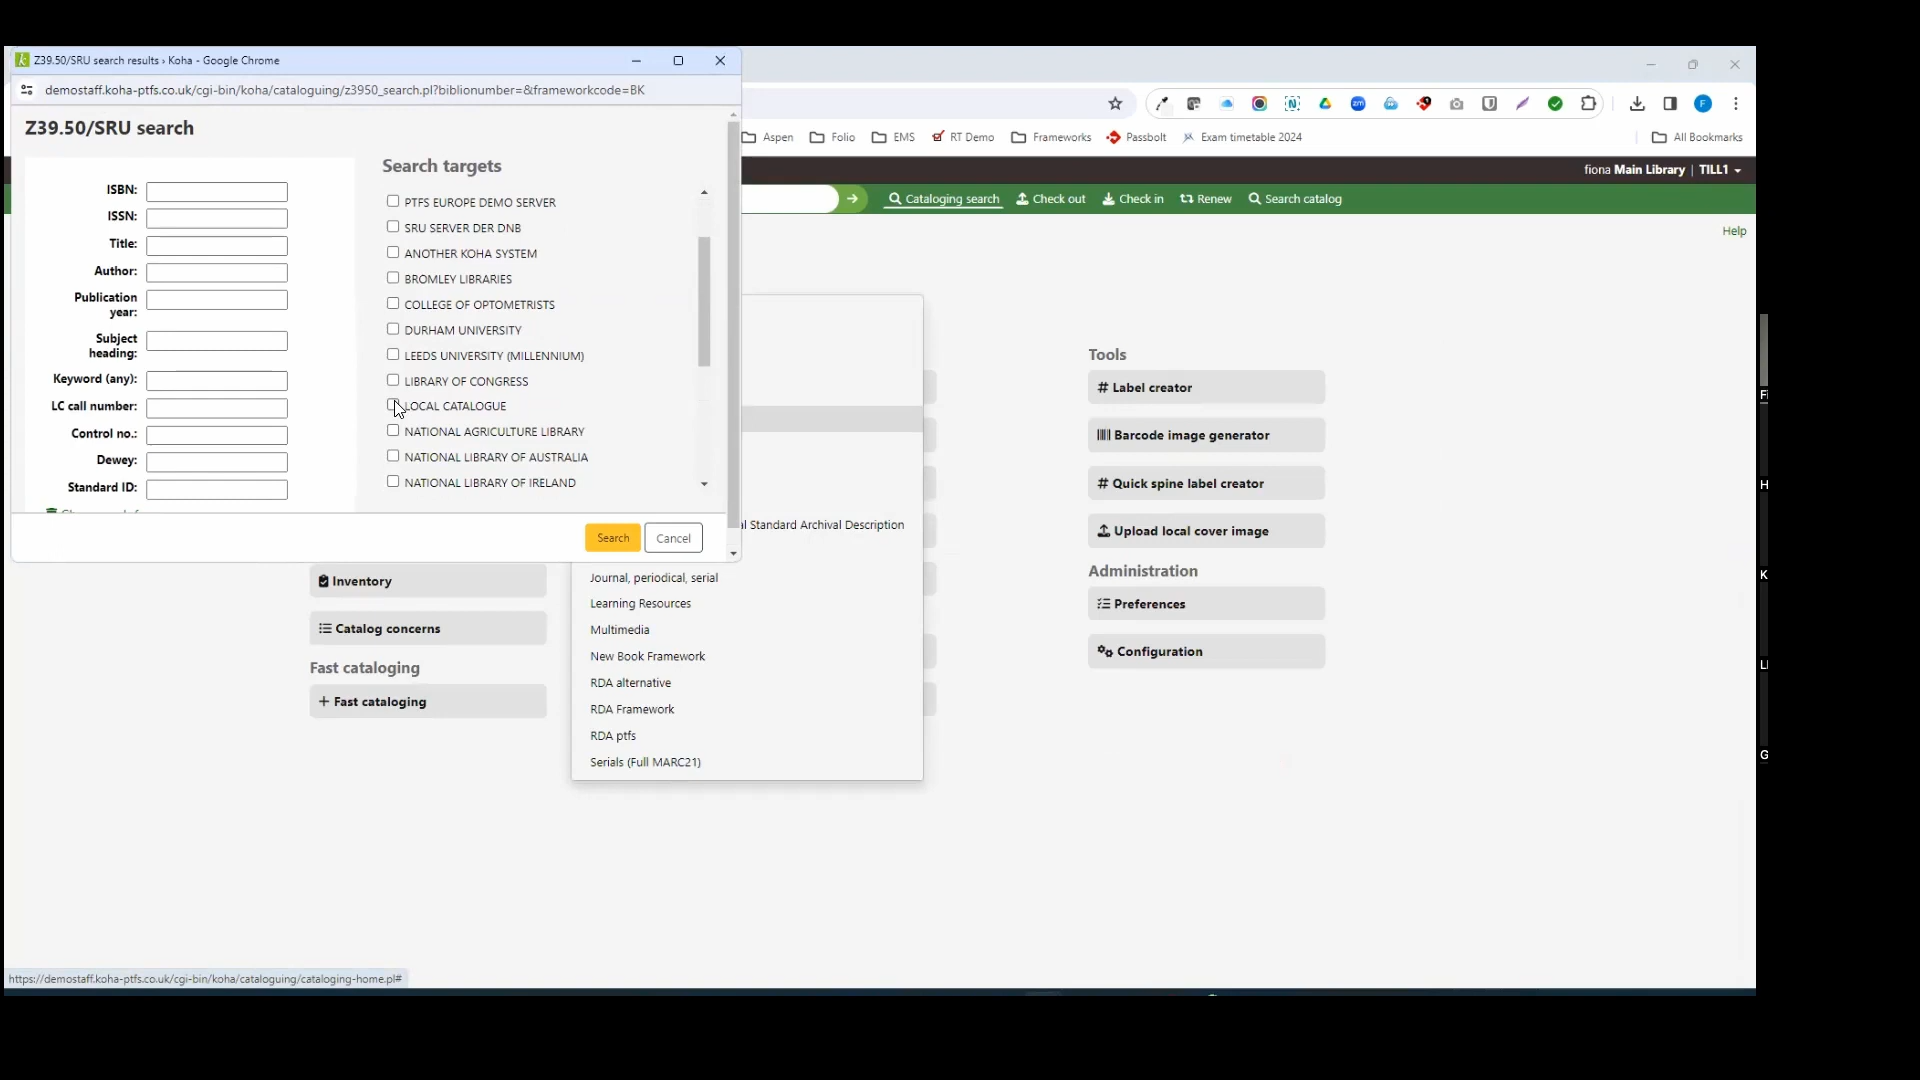 Z39.50/SRU search results › Koha - Google Chrome
demostaff.koha-ptfs.co.uk/cgi-bin/koha/cataloguing/z3950_search.pl?biblionumber=&frameworkcode=BK
Z39.50/SRU search
ISBN:
ISSN:
Title:
Author:
Publication
year:
Subject
heading:
Keyword (any):
LC call number:
Control no.:
Dewey:
Standard ID:
Search targets
PTFS EUROPE DEMO SERVER
SRU SERVER DER DNB
ANOTHER KOHA SYSTEM
BROMLEY LIBRARIES
COLLEGE OF OPTOMETRISTS
DURHAM UNIVERSITY
LEEDS UNIVERSITY (MILLENNIUM)
LIBRARY OF CONGRESS
LOCAL CATALOGUE
NATIONAL AGRICULTURE LIBRARY
NATIONAL LIBRARY OF AUSTRALIA
NATIONAL LIBRARY OF IRELAND
Search
Cancel
Aspen
Folio
EMS
RT Demo
Frameworks
Passbolt
Exam timetable 2024
All Bookmarks
fiona Main Library | TILL1
Cataloging search
Check out
Check in
Renew
Search catalog
Help
Standard Archival Description
Journal, periodical, serial
Learning Resources
Multimedia
New Book Framework
RDA alternative
RDA Framework
RDA ptfs
Serials (Full MARC21)
Inventory
Catalog concerns
Fast cataloging
+ Fast cataloging
Tools
# Label creator
Barcode image generator
# Quick spine label creator
Upload local cover image
Administration
Preferences
Configuration
https://demostaff.koha-ptfs.co.uk/cgi-bin/koha/cataloguing/cataloging-home.pl#